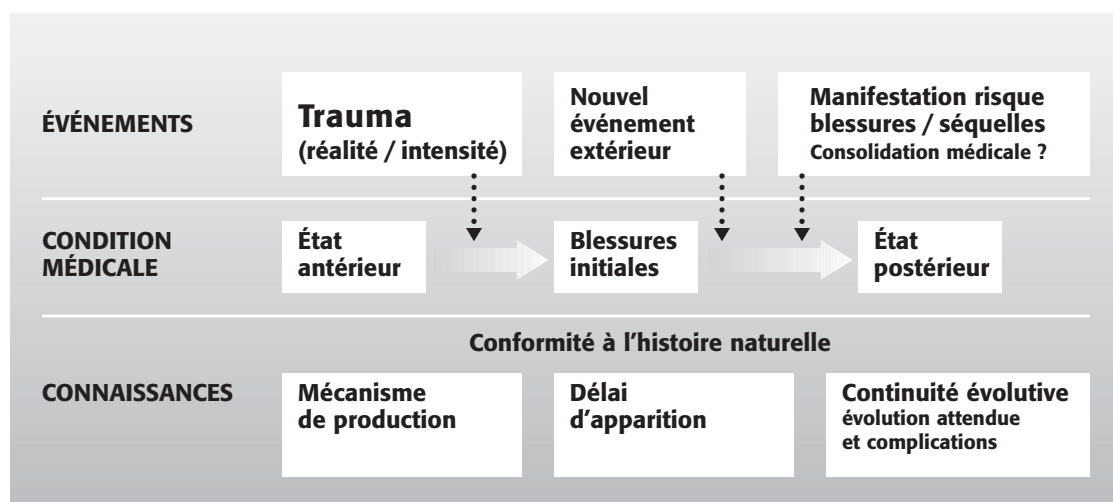 ÉVÉNEMENTS
Trauma
(réalité / intensité)
Nouvel
événement
extérieur
Manifestation risque
blessures / séquelles
Consolidation médicale ?
CONDITION
MÉDICALE
État
antérieur
Blessures
initiales
État
postérieur
Conformité à l’histoire naturelle
CONNAISSANCES
Mécanisme
de production
Délai
d’apparition
Continuité évolutive
évolution attendue
et complications